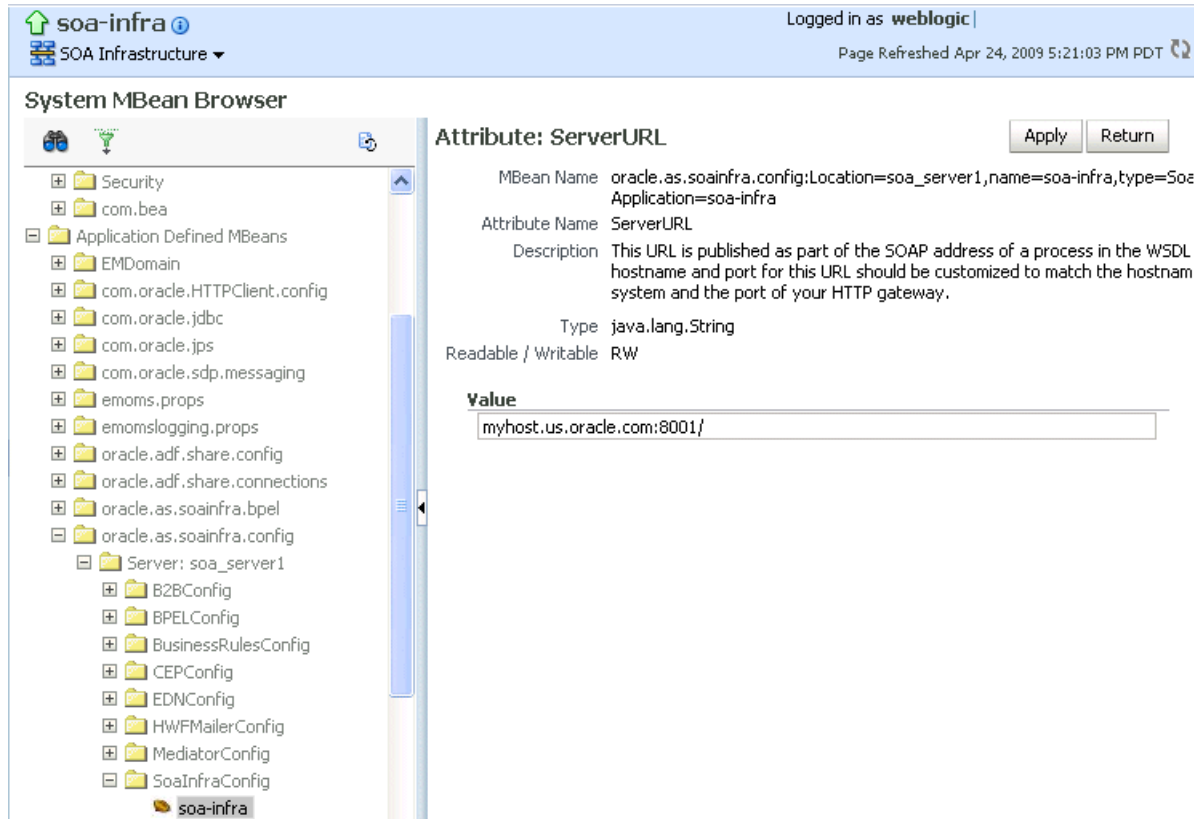 soa-infra
Logged in as weblogic|
SOA Infrastructure
Page Refreshed Apr 24, 2009 5:21:03 PM PDT
System MBean Browser
Security
com.bea
Application Defined MBeans
EMDomain
com.oracle.HTTPClient.config
com.oracle.jdbc
com.oracle.jps
com.oracle.sdp.messaging
emoms.props
emomslogging.props
oracle.adf.share.config
oracle.adf.share.connections
oracle.as.soainfra.bpel
oracle.as.soainfra.config
Server: soa_server1
B2BConfig
BPELConfig
BusinessRulesConfig
CEPConfig
EDNConfig
HWFMailerConfig
MediatorConfig
SoaInfraConfig
soa-infra
Attribute: ServerURL
Apply Return
MBean Name oracle.as.soainfra.config:Location=soa_server1,name=soa-infra,type=Soa
Application=soa-infra
Attribute Name ServerURL
Description This URL is published as part of the SOAP address of a process in the WSDL
hostname and port for this URL should be customized to match the hostnam
system and the port of your HTTP gateway.
Type java.lang.String
Readable / Writable RW
Value
myhost.us.oracle.com:8001/